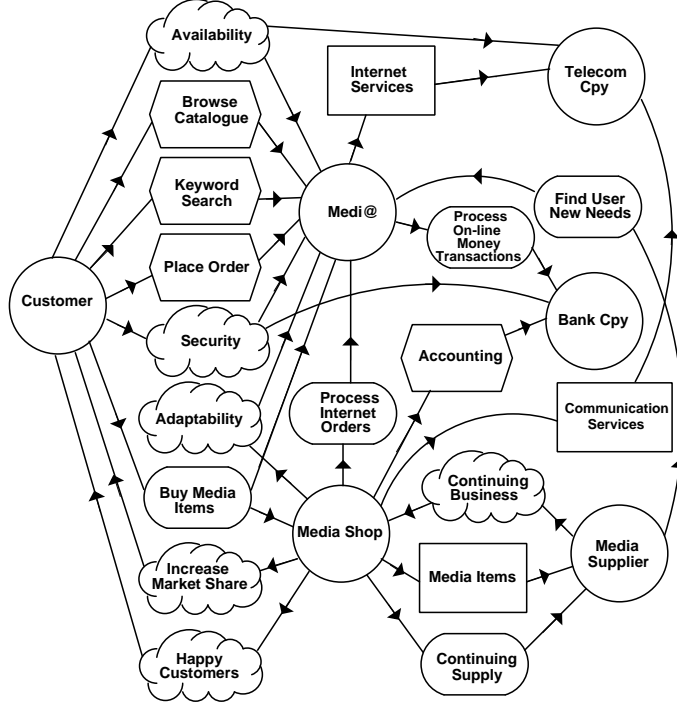 Availability
Internet
Services
Telecom
Cpy
Browse
Catalogue
Keyword
Search
Medi@
Process
On-line
Money
Transactions
Find User
New Needs
Place Order
Customer
Security
Bank Cpy
Accounting
Adaptability
Process
Internet
Orders
Communication
Services
Buy Media
Items
Continuing
Business
Media Shop
Media
Supplier
Increase
Market Share
Media Items
Happy
Customers
Continuing
Supply